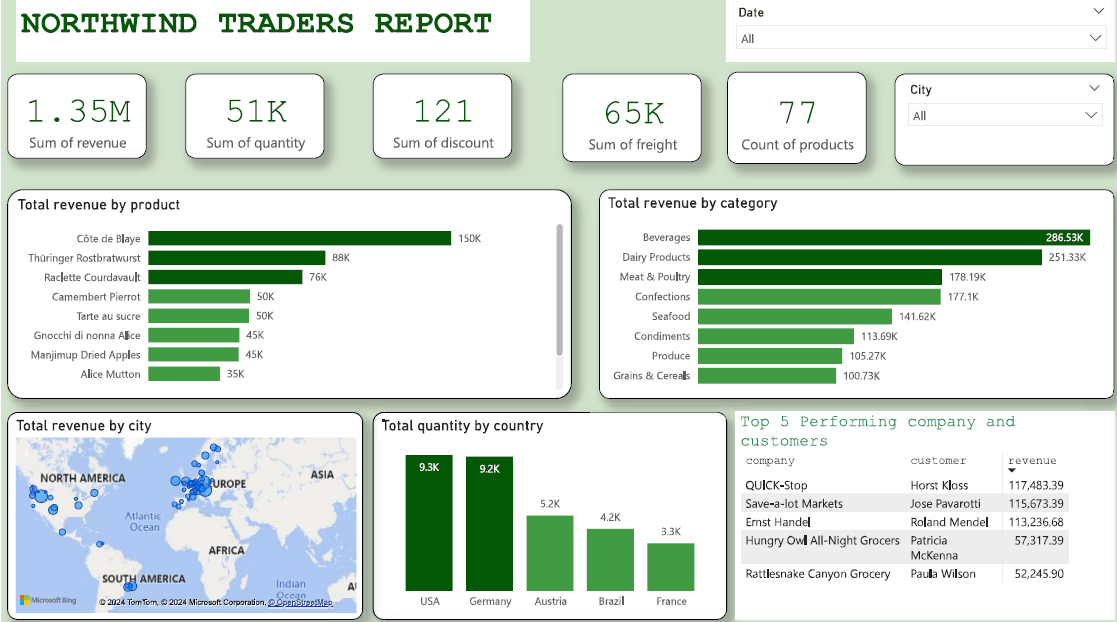 NORTHWIND TRADERS REPORT
Date
All
1.35M
Sum of revenue
51K
Sum of quantity
121
Sum of discount
65K
Sum of freight
77
Count of products
City
All
Total revenue by product
Côte de Blaye 150K
Thüringer Rostbratwurst 88K
Raclette Courdavault 76K
Camembert Pierrot 50K
Tarte au sucre 50K
Gnocchi di nonna Alice 45K
Manjimup Dried Apples 45K
Alice Mutton 35K
Total revenue by category
Beverages 286.53K
Dairy Products 251.33K
Meat & Poultry 178.19K
Confections 177.1K
Seafood 141.62K
Condiments 113.69K
Produce 105.27K
Grains & Cereals 100.73K
Total revenue by city
NORTH AMERICA
EUROPE
ASIA
Atlantic
Ocean
AFRICA
SOUTH AMERICA
Indian
Ocean
AU
Microsoft Bing
© 2024 TomTom, © 2024 Microsoft Corporation, © OpenStreetMap
Total quantity by country
9.3K 9.2K 5.2K 4.2K 3.3K
USA Germany Austria Brazil France
Top 5 Performing company and
customers
company customer revenue
QUICK-Stop Horst Kloss 117,483.39
Save-a-lot Markets Jose Pavarotti 115,673.39
Ernst Handel Roland Mendel 113,236.68
Hungry Owl All-Night Grocers Patricia 57,317.39
McKenna
Rattlesnake Canyon Grocery Paula Wilson 52,245.90